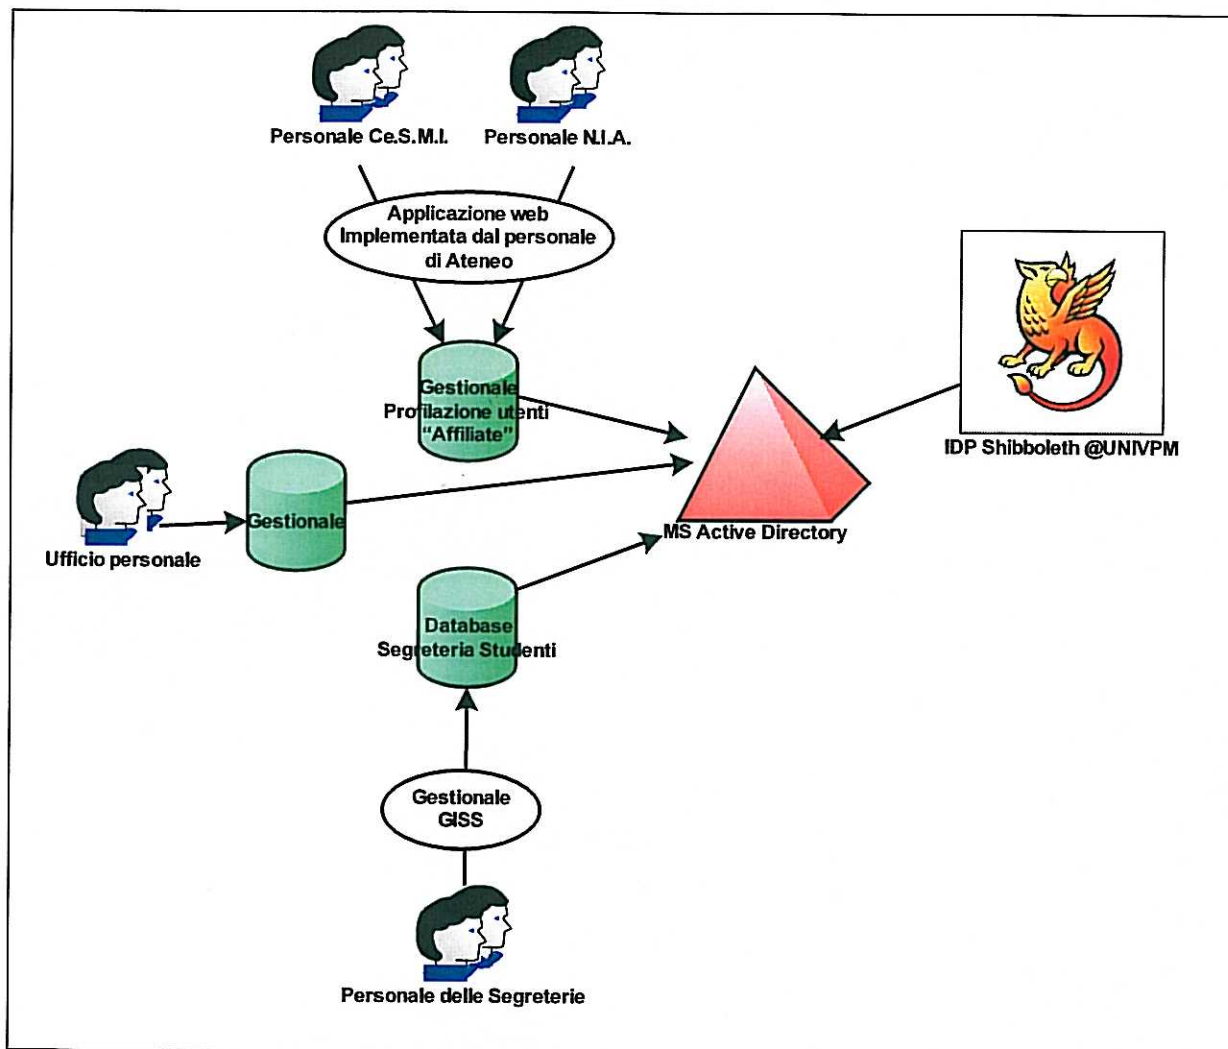 Personale Ce.S.M.I.
Personale N.I.A.
Applicazione web
Implementata dal personale
di Ateneo
Gestionale
Profilazione utenti
“Affiliate”
IDP Shibboleth @UNIVPM
Gestionale
Ufficio personale
MS Active Directory
Database
Segreteria Studenti
Gestionale
GISS
Personale delle Segreterie